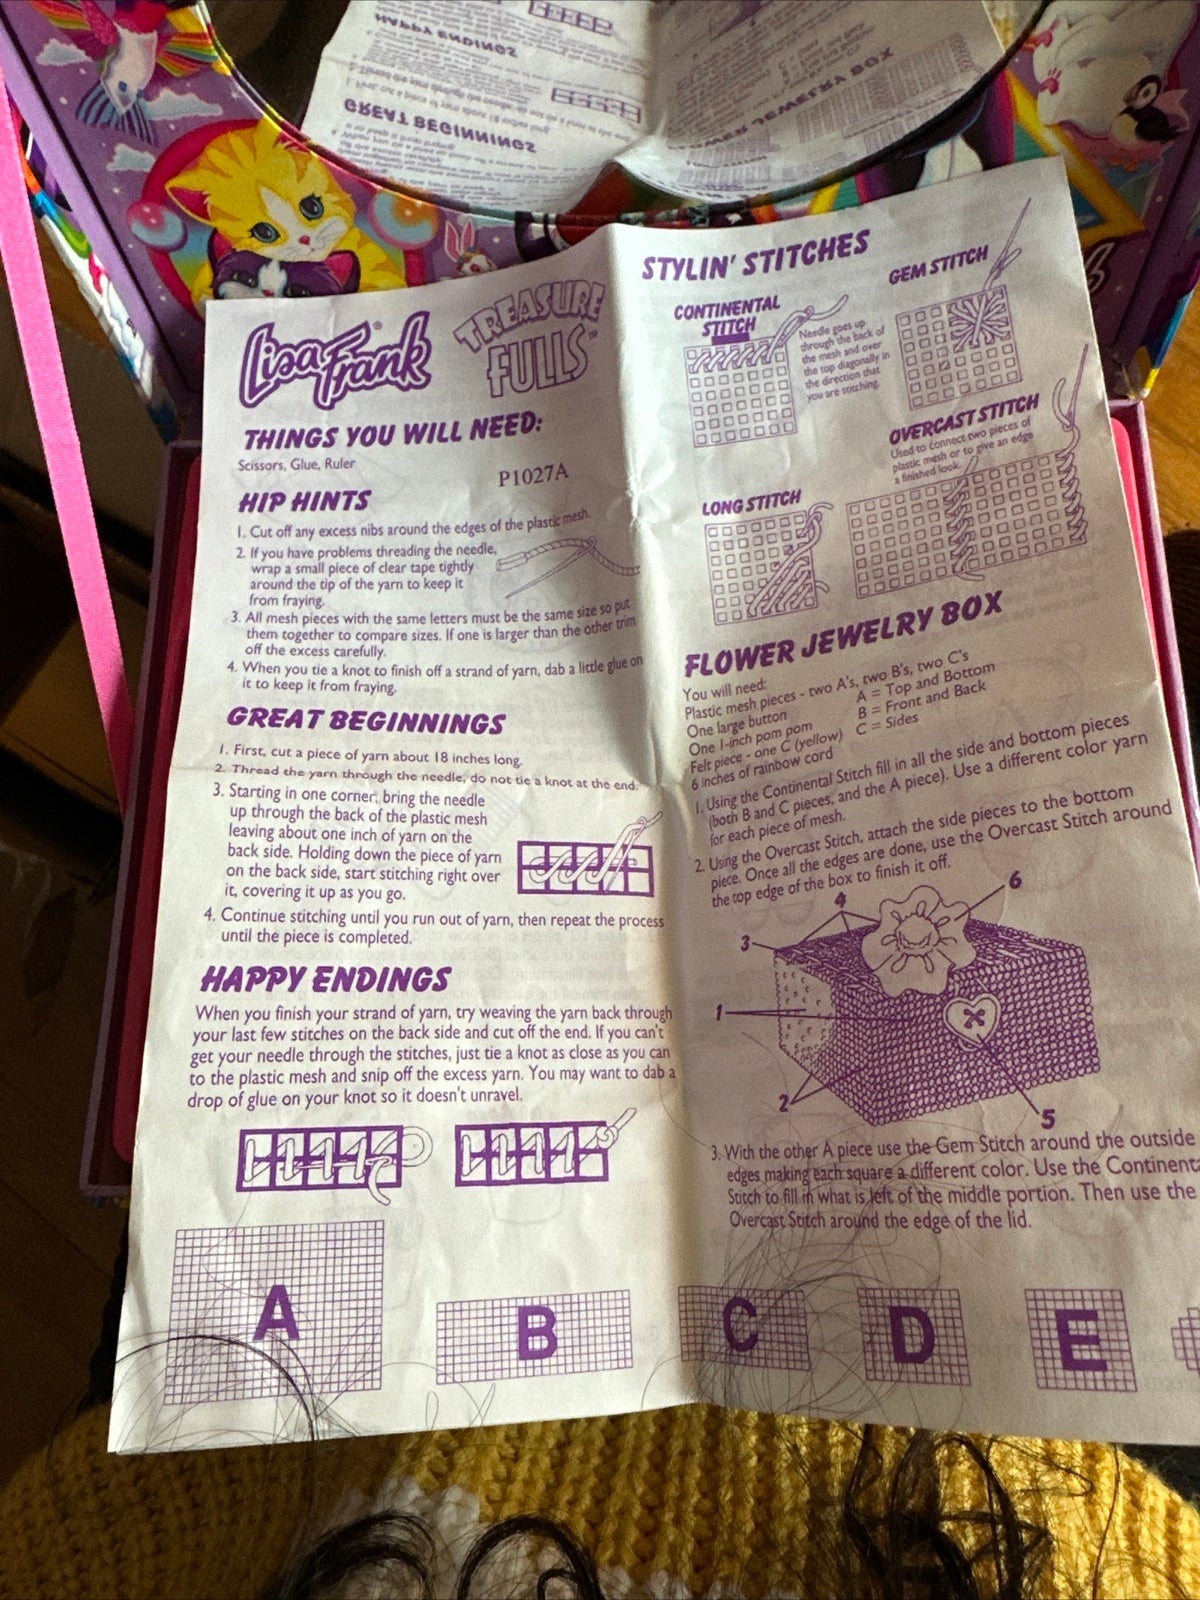 Lisa Frank®
TREASURE
FULLS™
THINGS YOU WILL NEED:
Scissors, Glue, Ruler
P1027A
HIP HINTS
1. Cut off any excess nibs around the edges of the plastic mesh.
2. If you have problems threading the needle,
wrap a small piece of clear tape tightly
around the tip of the yarn to keep it
from fraying.
3. All mesh pieces with the same letters must be the same size so put
them together to compare sizes. If one is larger than the other trim
off the excess carefully.
4. When you tie a knot to finish off a strand of yarn, dab a little glue on
it to keep it from fraying.
GREAT BEGINNINGS
1. First, cut a piece of yarn about 18 inches long.
2. Thread the yarn through the needle, do not tie a knot at the end.
3. Starting in one corner, bring the needle
up through the back of the plastic mesh
leaving about one inch of yarn on the
back side. Holding down the piece of yarn
on the back side, start stitching right over
it, covering it up as you go.
4. Continue stitching until you run out of yarn, then repeat the process
until the piece is completed.
HAPPY ENDINGS
When you finish your strand of yarn, try weaving the yarn back through
your last few stitches on the back side and cut off the end. If you can't
get your needle through the stitches, just tie a knot as close as you can
to the plastic mesh and snip off the excess yarn. You may want to dab a
drop of glue on your knot so it doesn't unravel.
STYLIN' STITCHES
CONTINENTAL
STITCH
Needle goes up
through the back of
the mesh and over
the top diagonally in
the direction that
you are stitching.
GEM STITCH
OVERCAST STITCH
Used to connect two pieces of
plastic mesh or to give an edge
a finished look.
LONG STITCH
FLOWER JEWELRY BOX
You will need:
Plastic mesh pieces - two A's, two B's, two C's
One large button
One 1-inch pom pom
Felt piece - one C (yellow)
6 inches of rainbow cord
A = Top and Bottom
B = Front and Back
C = Sides
1. Using the Continental Stitch fill in all the side and bottom pieces
(both B and C pieces, and the A piece). Use a different color yarn
for each piece of mesh.
2. Using the Overcast Stitch, attach the side pieces to the bottom
piece. Once all the edges are done, use the Overcast Stitch around
the top edge of the box to finish it off.
4
6
3
1
2
5
3. With the other A piece use the Gem Stitch around the outside
edges making each square a different color. Use the Continenta
Stitch to fill in what is left of the middle portion. Then use the
Overcast Stitch around the edge of the lid.
A
B
C
D
E
GREAT BEGINNINGS
HAPPY ENDINGS
JEWELRY BOX